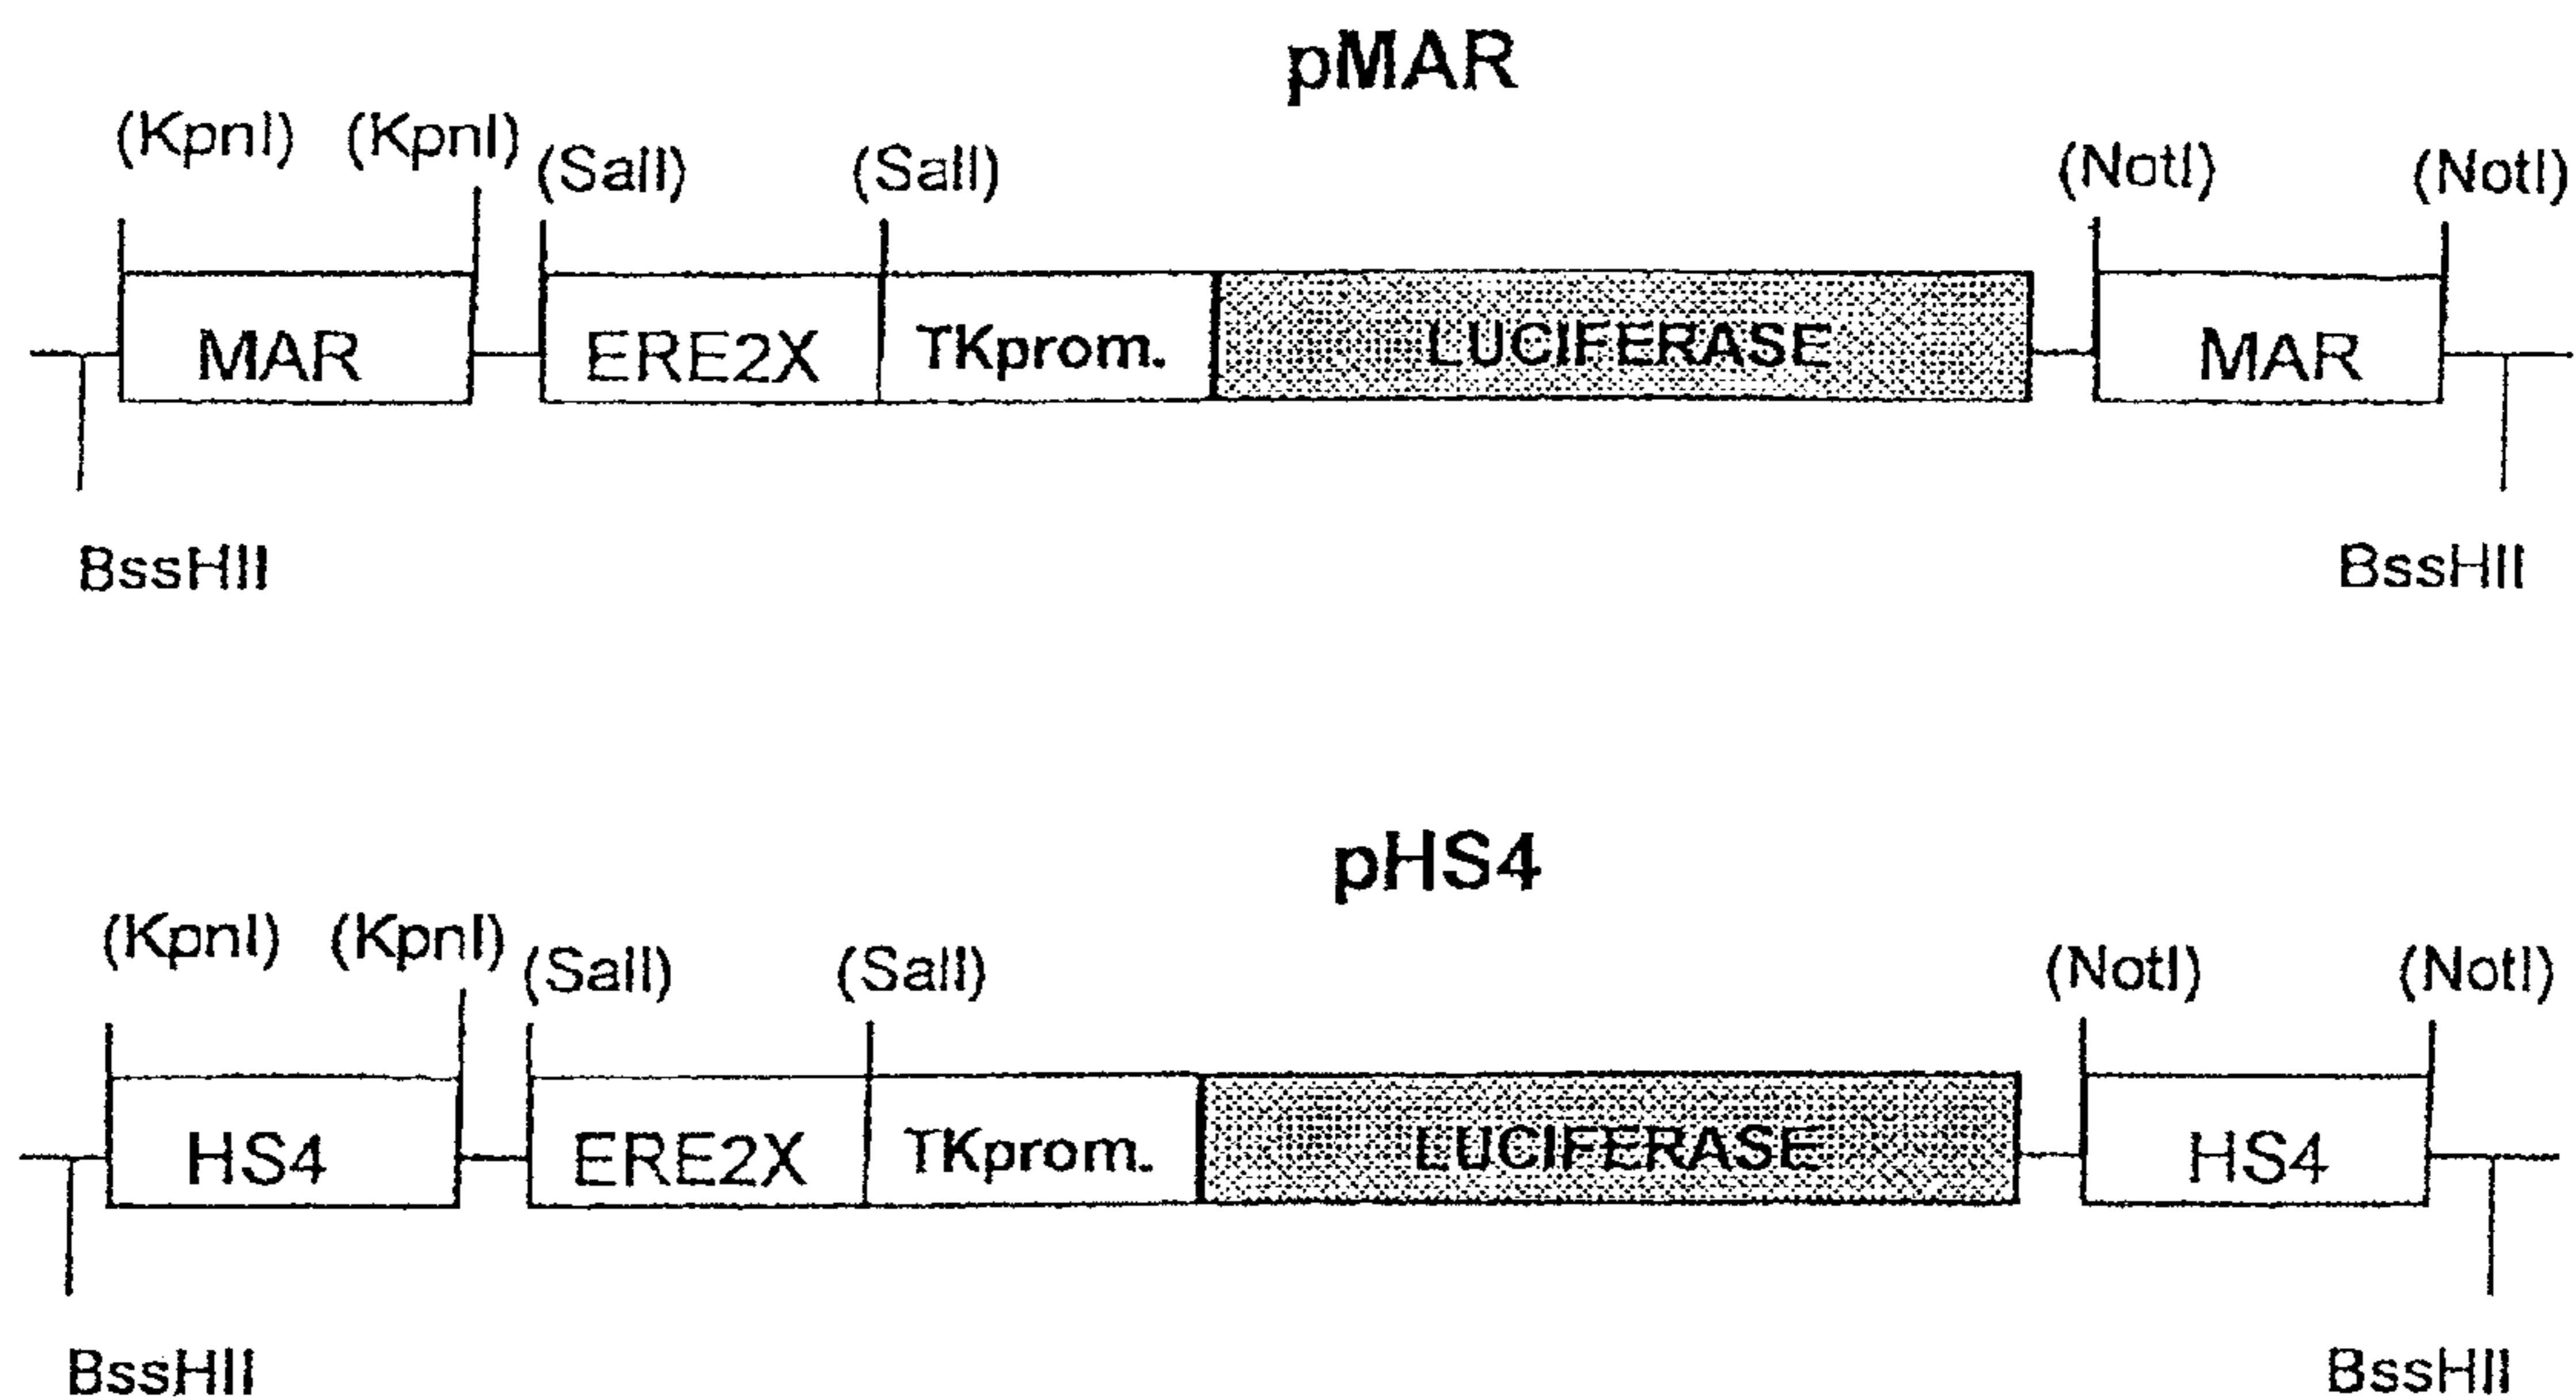 pMAR
(KpnI) (KpnI) (SalI) (SalI) (NotI) (NotI)
MAR ERE2X TKprom. LUCIFERASE MAR
BssHII BssHII
pHS4
(KpnI) (KpnI) (SalI) (SalI) (NotI) (NotI)
HS4 ERE2X TKprom. LUCIFERASE HS4
BssHII BssHII